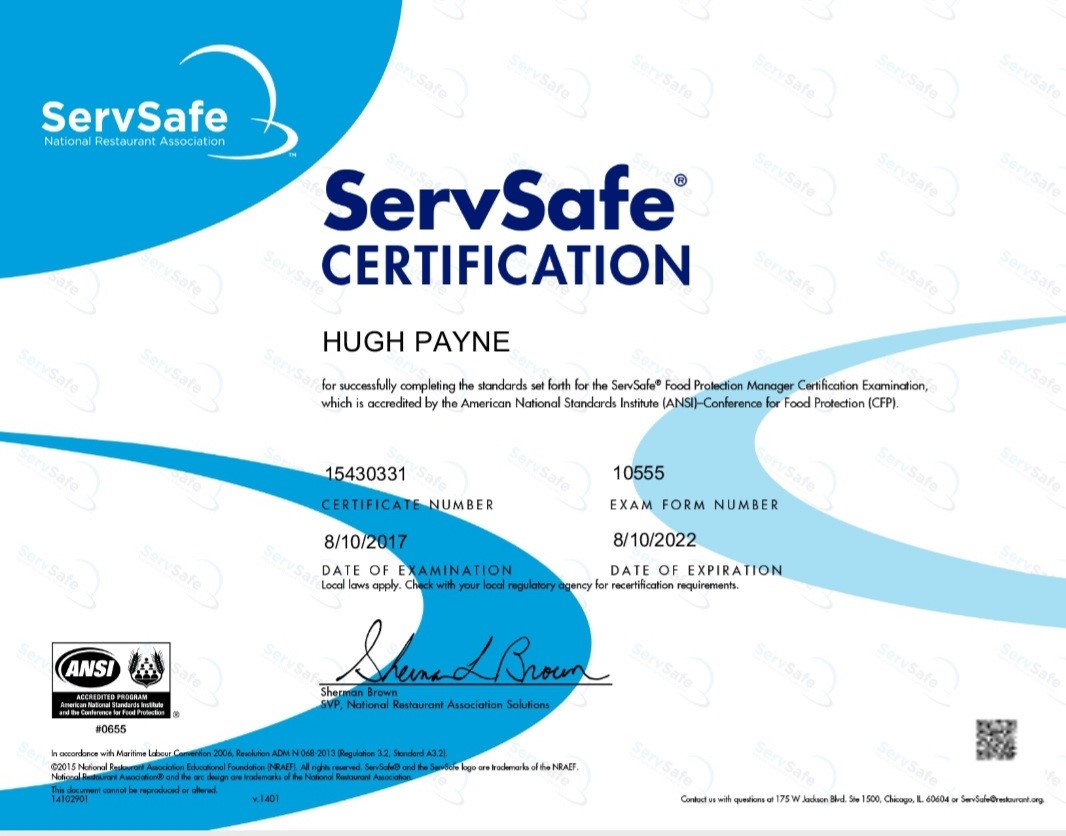 ServSafe
National Restaurant Association
™
ServSafe®
CERTIFICATION
HUGH PAYNE
for successfully completing the standards set forth for the ServSafe® Food Protection Manager Certification Examination,
which is accredited by the American National Standards Institute (ANSI)–Conference for Food Protection (CFP).
15430331
10555
CERTIFICATE NUMBER
EXAM FORM NUMBER
8/10/2017
8/10/2022
DATE OF EXAMINATION
DATE OF EXPIRATION
Local laws apply. Check with your local regulatory agency for recertification requirements.
Sherman L Brown
Sherman Brown
SVP, National Restaurant Association Solutions
ANSI
ACCREDITED PROGRAM
American National Standards Institute
and the Conference for Food Protection
®
#0655
In accordance with Maritime Labour Convention 2006, Resolution ADM N 068-2013 (Regulation 3.2, Standard A3.2).
©2015 National Restaurant Association Educational Foundation (NRAEF). All rights reserved. ServSafe® and the ServSafe logo are trademarks of the NRAEF.
National Restaurant Association® and the arc design are trademarks of the National Restaurant Association.
This document cannot be reproduced or altered.
14102901
v.1401
Contact us with questions at 175 W Jackson Blvd. Ste 1500, Chicago, IL 60604 or ServSafe@restaurant.org.